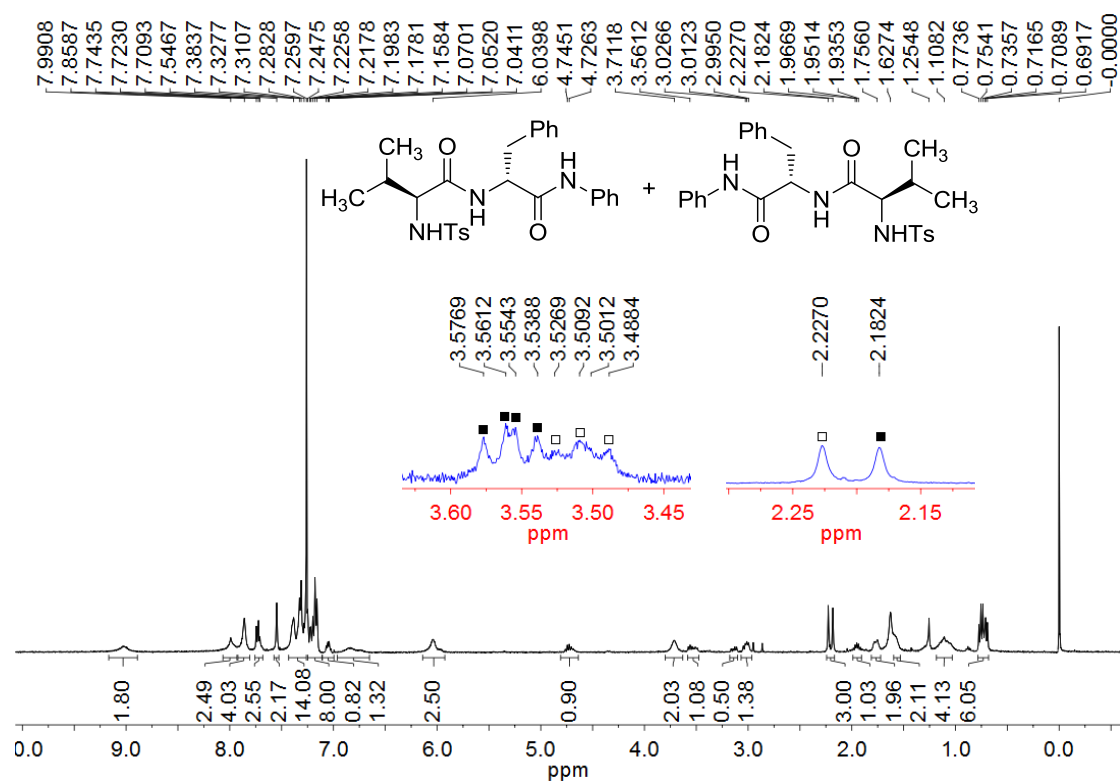 7.9908 7.8587 7.7435 7.7230 7.7093 7.5467 7.3837 7.3277 7.3107 7.2828 7.2597 7.2475 7.2258 7.2178 7.1983 7.1781 7.1584 7.0701 7.0520 7.0411 6.0398 4.7451 4.7263 3.7118 3.5612 3.0266 3.0123 2.9950 2.2270 2.1824 1.9669 1.9514 1.9353 1.7560 1.6274 1.2548 1.1082 0.7736 0.7541 0.7357 0.7165 0.7089 0.6917 -0.0000
Ph Ph
CH3 O H O CH3
H3C N H N
N Ph + Ph N CH3
H O H
NHTs O NHTs
3.5769 3.5612 3.5543 3.5388 3.5269 3.5092 3.5012 3.4884 2.2270 2.1824
3.60 3.55 3.50 3.45 2.25 2.15
ppm ppm
1.80 2.49 4.03 2.55 2.17 14.08 8.00 0.82 1.32 2.50 0.90 2.03 1.08 0.50 1.38 3.00 1.03 1.96 2.11 4.13 6.05
0.0 9.0 8.0 7.0 6.0 5.0 4.0 3.0 2.0 1.0 0.0
ppm